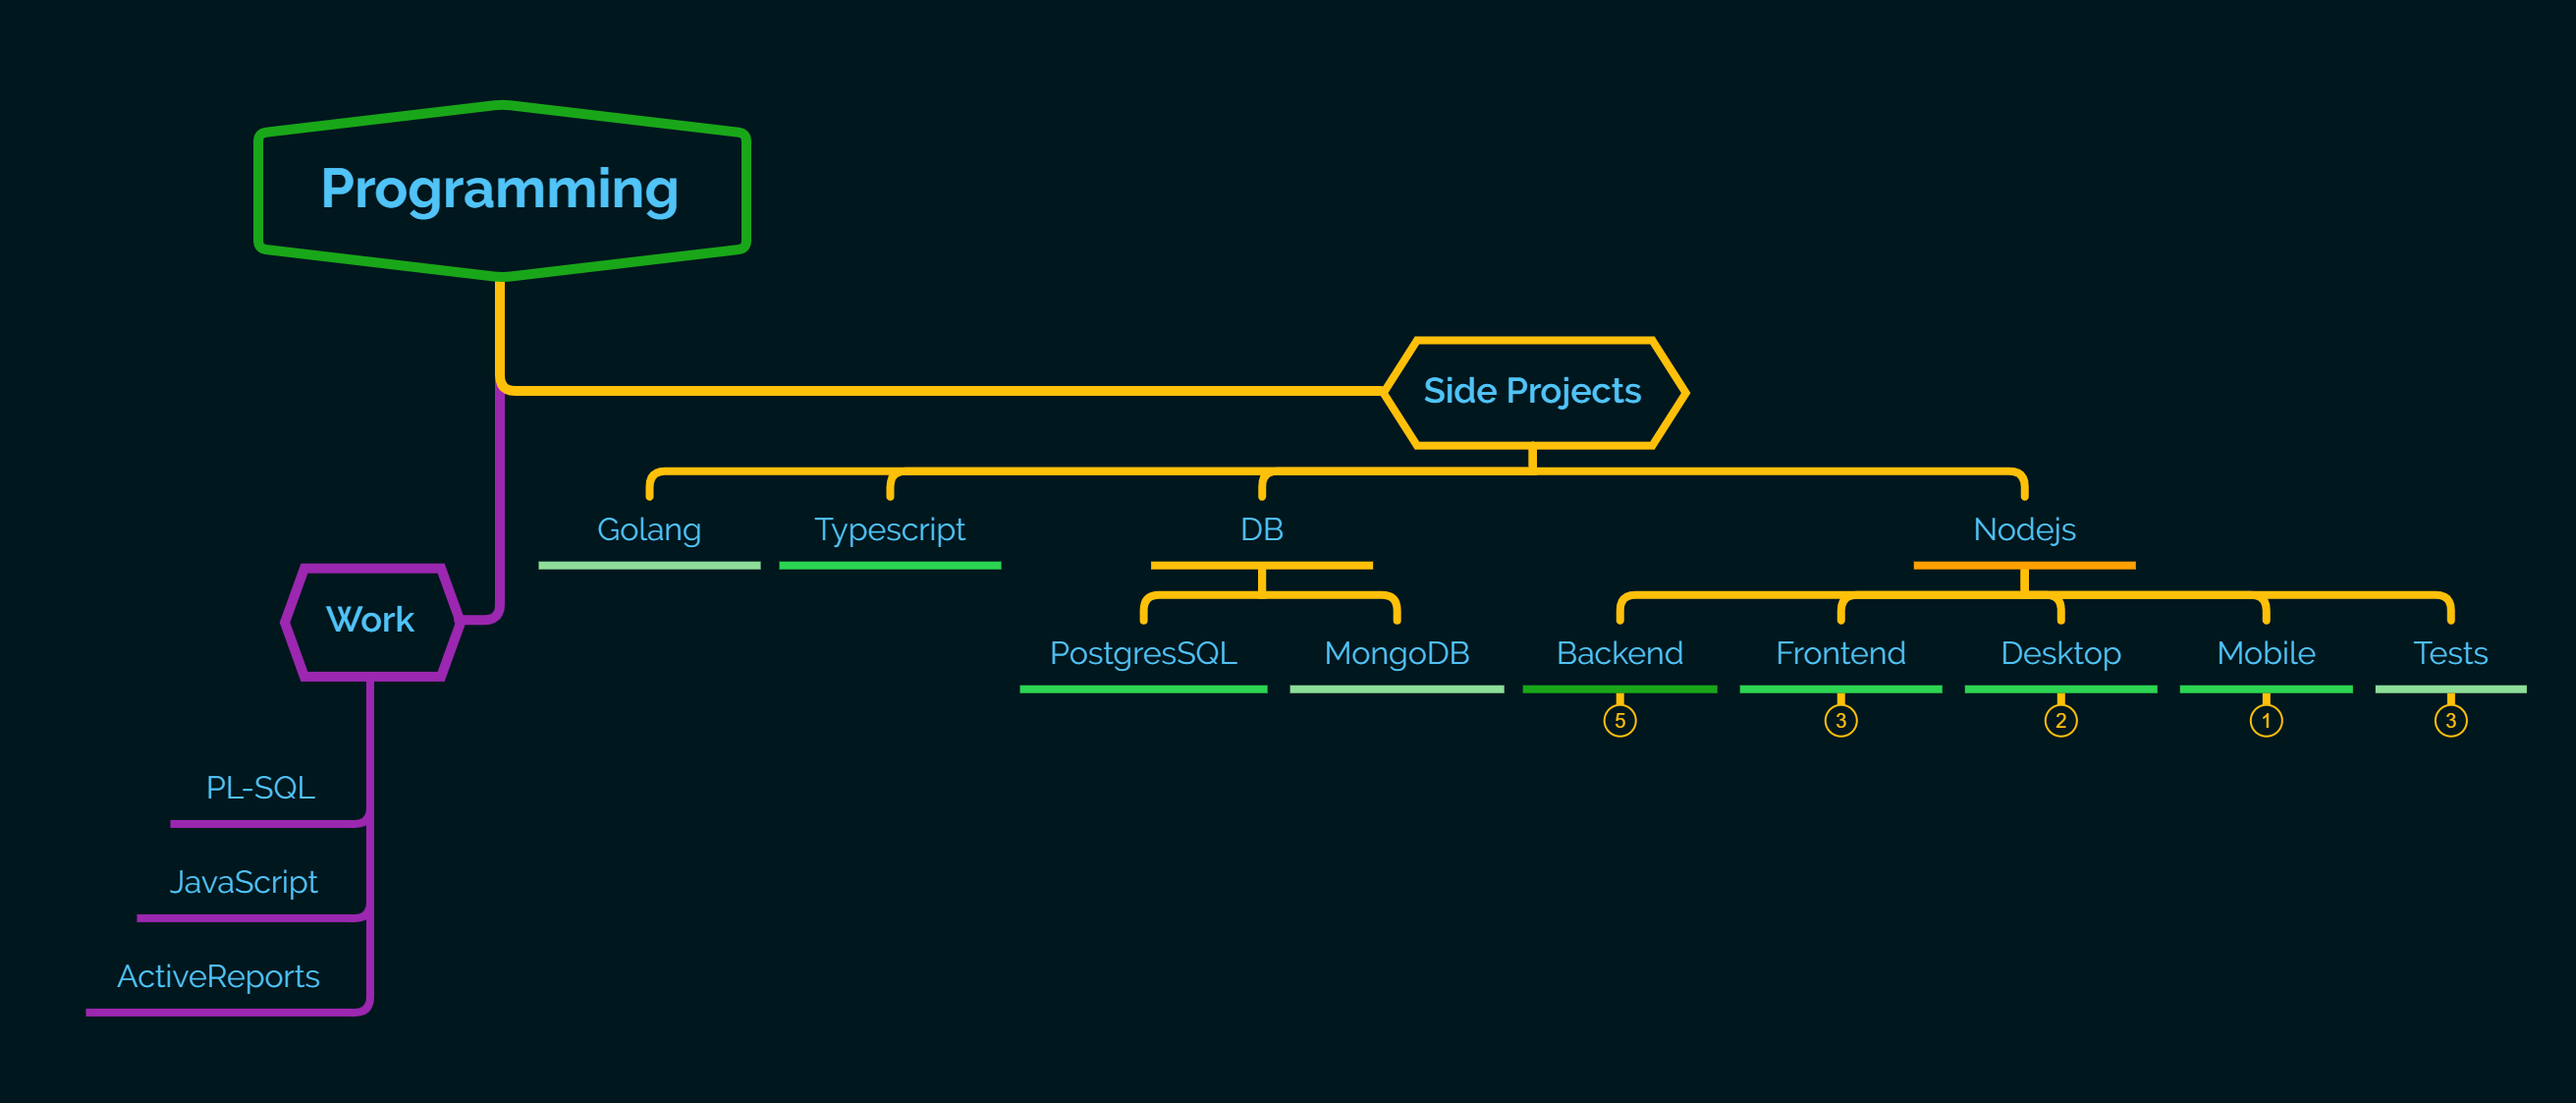 Programming
Side Projects
Golang
Typescript
DB
Nodejs
Work
PostgresSQL
MongoDB
Backend
Frontend
Desktop
Mobile
Tests
5
3
2
1
3
PL-SQL
JavaScript
ActiveReports